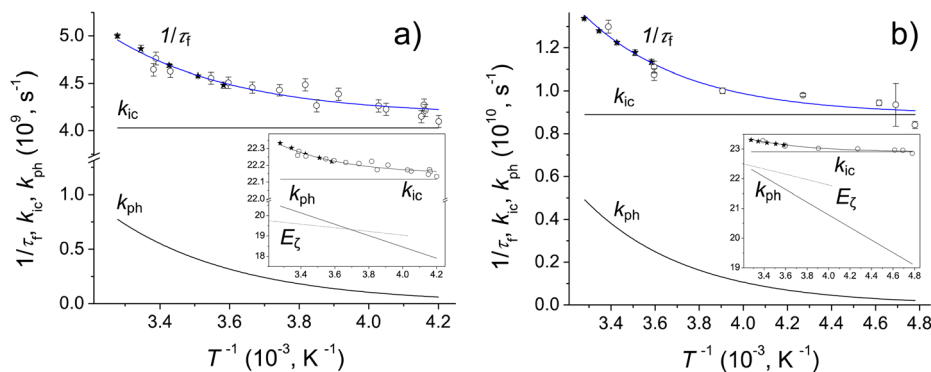 a)
1/τf
5.0
4.5
4.0
1.0
0.5
0.0
kic
kph
1/τf, kic, kph (10⁹, s⁻¹)
3.4 3.6 3.8 4.0 4.2
T⁻¹ (10⁻³, K⁻¹)
22.3
22.2
22.1
22.0
20
19
18
kic
kph
Eζ
3.4 3.6 3.8 4.0 4.2
b)
1/τf
1.2
1.0
0.8
0.6
0.4
0.2
0.0
kic
kph
1/τf, kic, kph (10¹⁰, s⁻¹)
3.4 3.6 3.8 4.0 4.2 4.4 4.6 4.8
T⁻¹ (10⁻³, K⁻¹)
23
22
21
20
19
kic
Eζ
kph
3.4 3.6 3.8 4.0 4.2 4.4 4.6 4.8